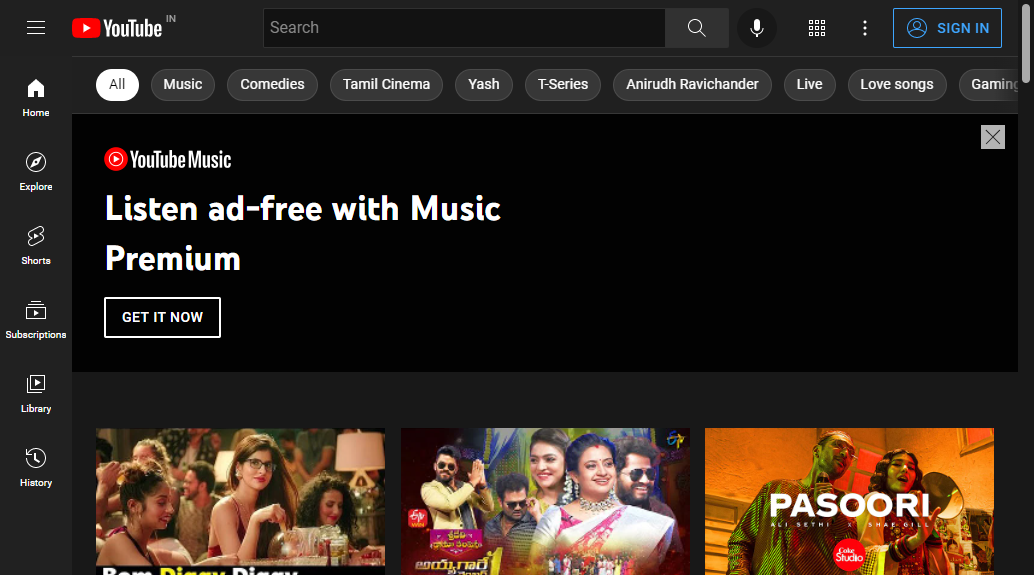 YouTube IN
Search
SIGN IN
All
Music
Comedies
Tamil Cinema
Yash
T-Series
Anirudh Ravichander
Live
Love songs
Gaming
Home
Explore
Shorts
Subscriptions
Library
History
YouTube Music
Listen ad-free with Music
Premium
GET IT NOW
Bom Diggy Diggy
అయ్యగారే
PASOORI
ALI SETHI X SHAE GILL
Coke
Studio